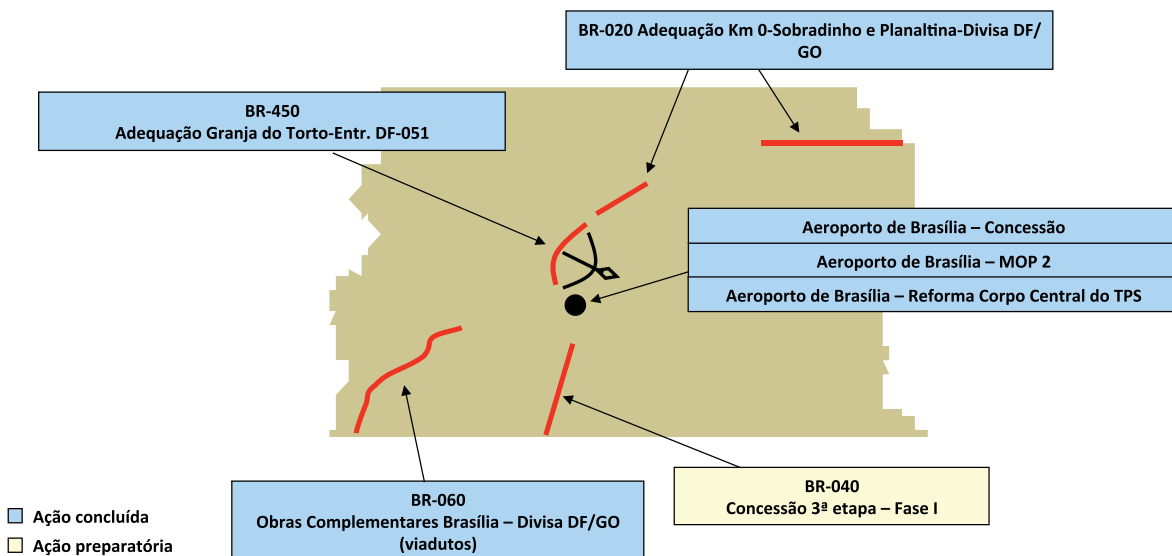 BR-020 Adequação Km 0-Sobradinho e Planaltina-Divisa DF/
GO
BR-450
Adequação Granja do Torto-Entr. DF-051
Aeroporto de Brasília – Concessão
Aeroporto de Brasília – MOP 2
Aeroporto de Brasília – Reforma Corpo Central do TPS
BR-040
Concessão 3ª etapa – Fase I
BR-060
Obras Complementares Brasília – Divisa DF/GO
(viadutos)
Ação concluída
Ação preparatória